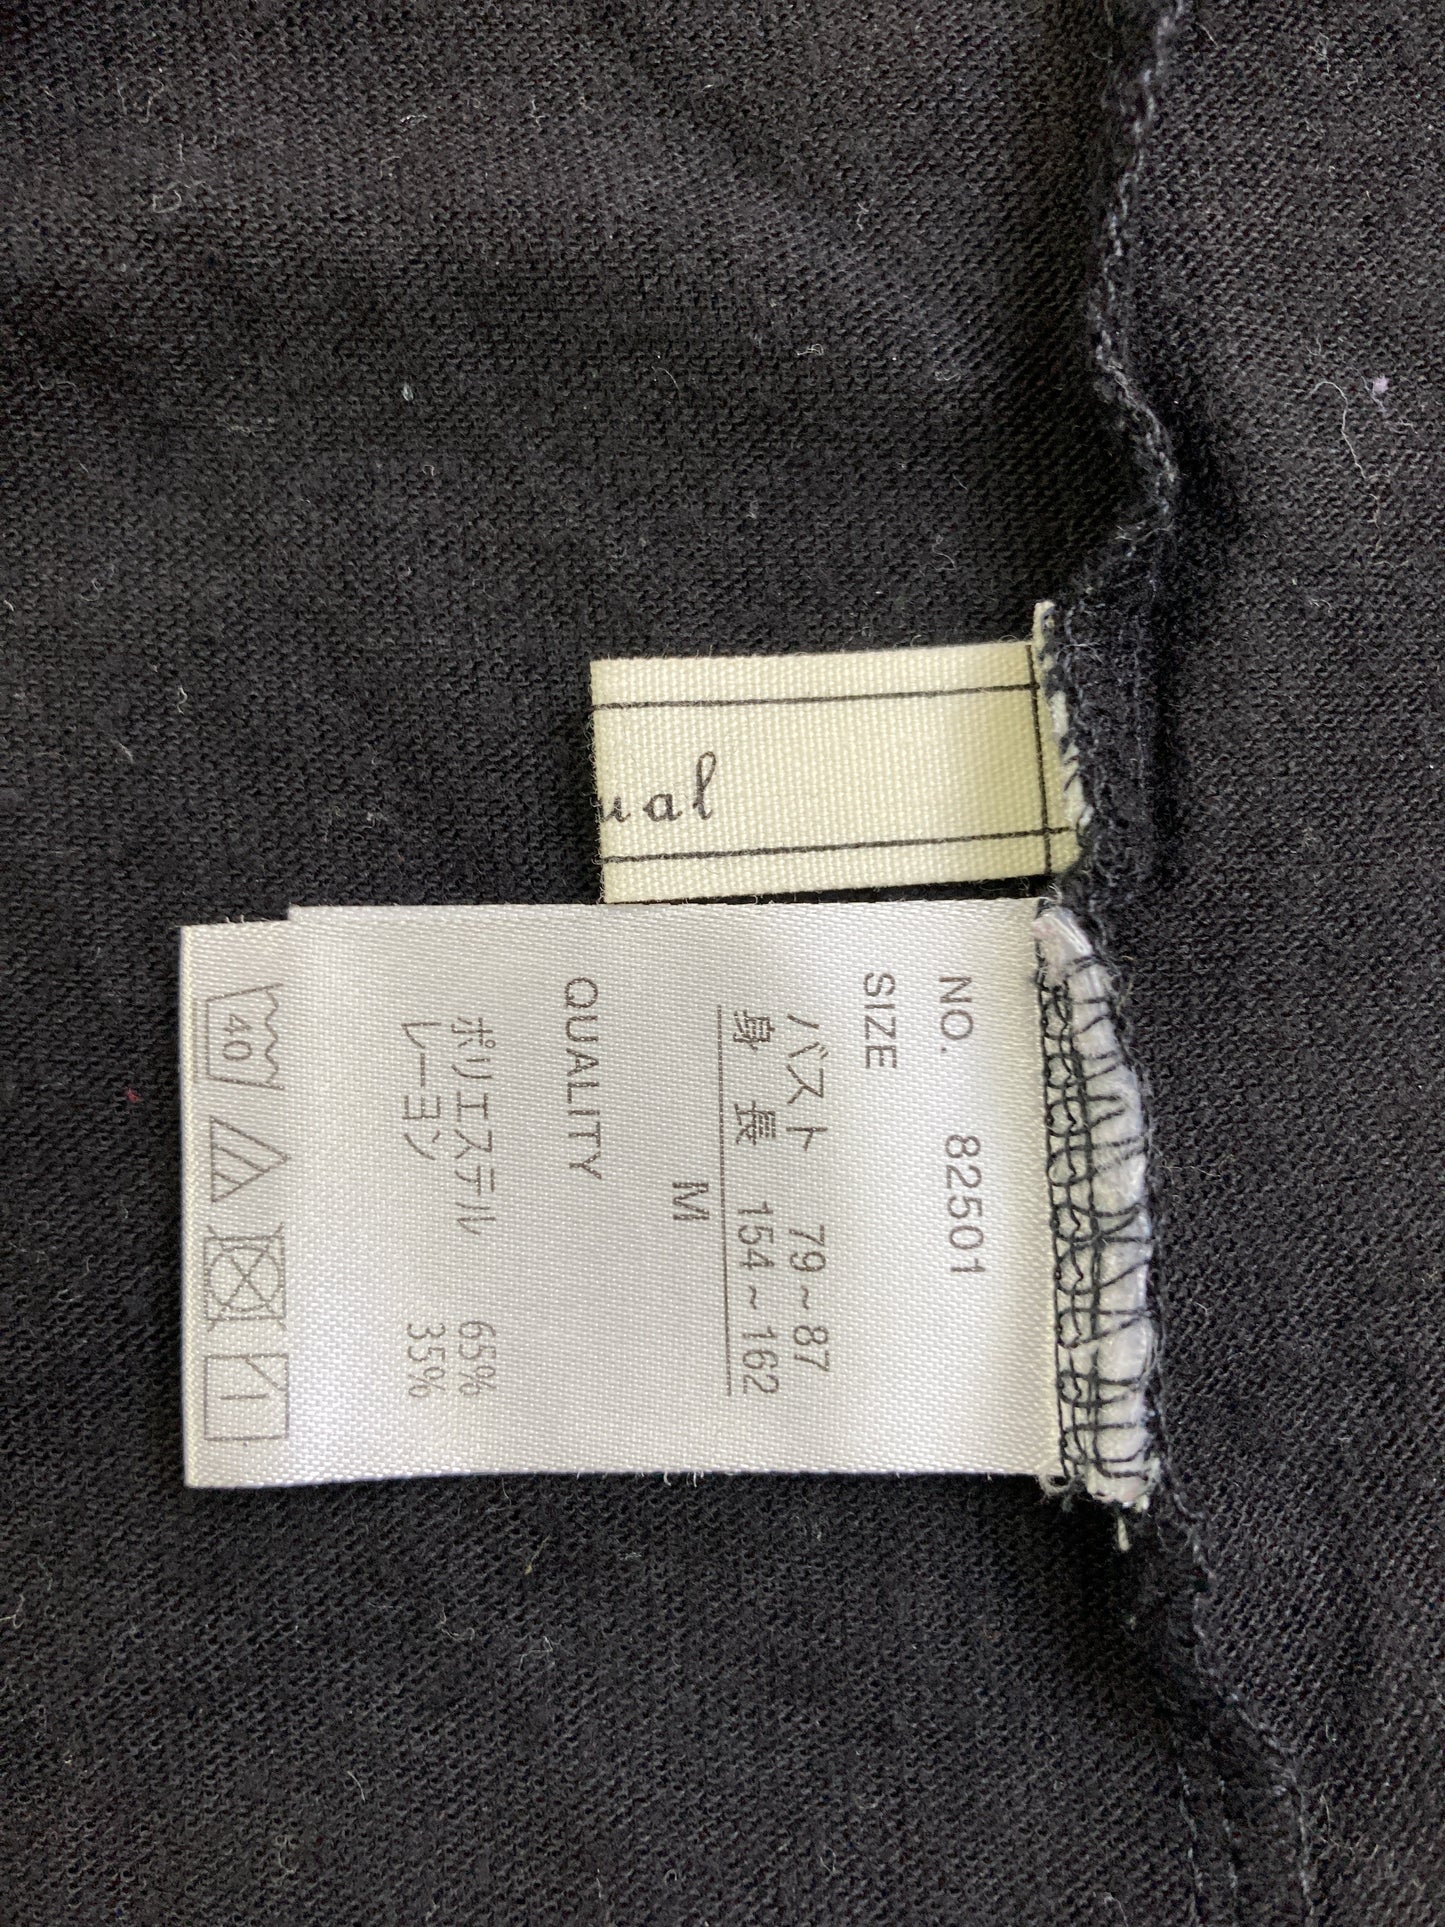 ual
NO. 82501
SIZE
バスト 79~87
身 長 154~162
M
QUALITY
ポリエステル 65%
レーヨン 35%
40